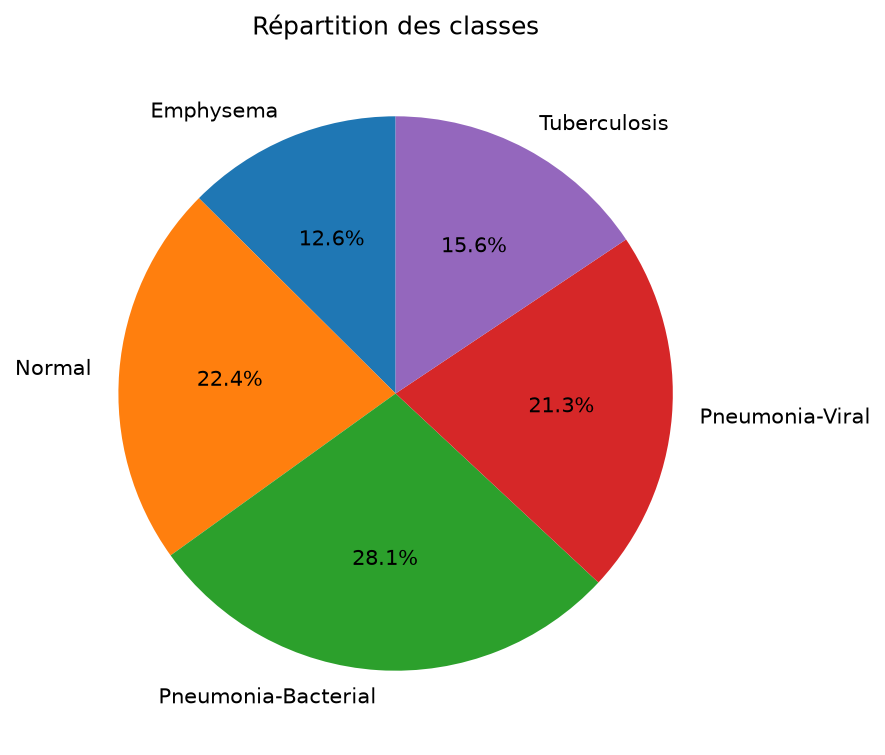 Répartition des classes
Emphysema
Tuberculosis
12.6%
15.6%
Normal
22.4%
21.3%
Pneumonia-Viral
28.1%
Pneumonia-Bacterial